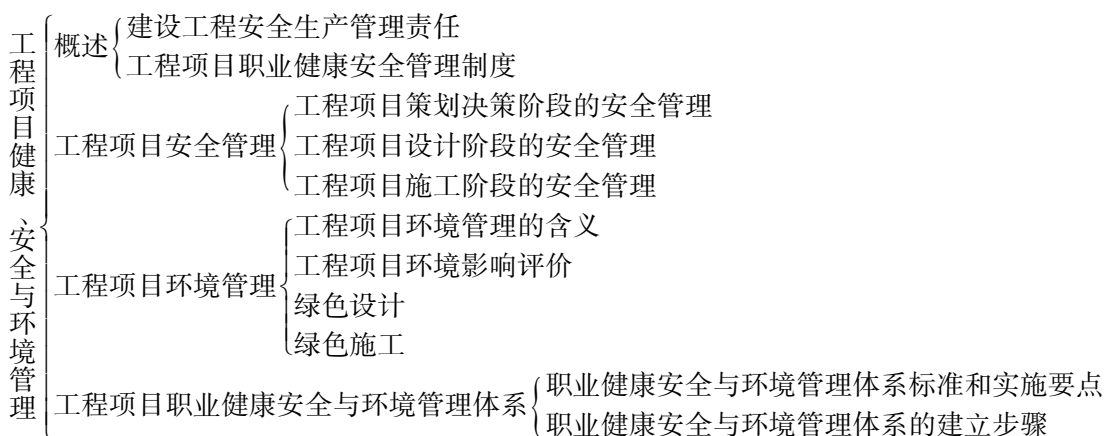 工程项目健康、安全与环境管理
概述
建设工程安全生产管理责任
工程项目职业健康安全管理制度
工程项目安全管理
工程项目策划决策阶段的安全管理
工程项目设计阶段的安全管理
工程项目施工阶段的安全管理
工程项目环境管理
工程项目环境管理的含义
工程项目环境影响评价
绿色设计
绿色施工
工程项目职业健康安全与环境管理体系
职业健康安全与环境管理体系标准和实施要点
职业健康安全与环境管理体系的建立步骤